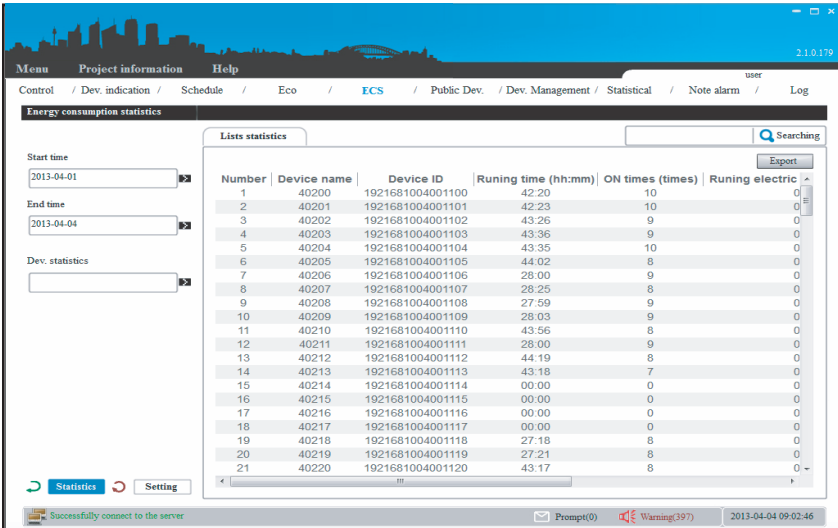 2.1.0.179
Menu Project information Help
user
Control / Dev. indication / Schedule / Eco / ECS / Public Dev. / Dev. Management / Statistical / Note alarm / Log
Energy consumption statistics
Lists statistics Searching
Export
Start time
2013-04-01
End time
2013-04-04
Dev. statistics
Number Device name Device ID Runing time (hh:mm) ON times (times) Runing electric
1 40200 1921681004001100 42:20 10 0
2 40201 1921681004001101 42:23 10 0
3 40202 1921681004001102 43:26 9 0
4 40203 1921681004001103 43:36 9 0
5 40204 1921681004001104 43:35 10 0
6 40205 1921681004001105 44:02 8 0
7 40206 1921681004001106 28:00 9 0
8 40207 1921681004001107 28:25 8 0
9 40208 1921681004001108 27:59 9 0
10 40209 1921681004001109 28:03 9 0
11 40210 1921681004001110 43:56 8 0
12 40211 1921681004001111 28:00 9 0
13 40212 1921681004001112 44:19 8 0
14 40213 1921681004001113 43:18 7 0
15 40214 1921681004001114 00:00 0 0
16 40215 1921681004001115 00:00 0 0
17 40216 1921681004001116 00:00 0 0
18 40217 1921681004001117 00:00 0 0
19 40218 1921681004001118 27:18 8 0
20 40219 1921681004001119 27:21 8 0
21 40220 1921681004001120 43:17 8 0
Statistics Setting
Successfully connect to the server Prompt(0) Warning(397) 2013-04-04 09:02:46